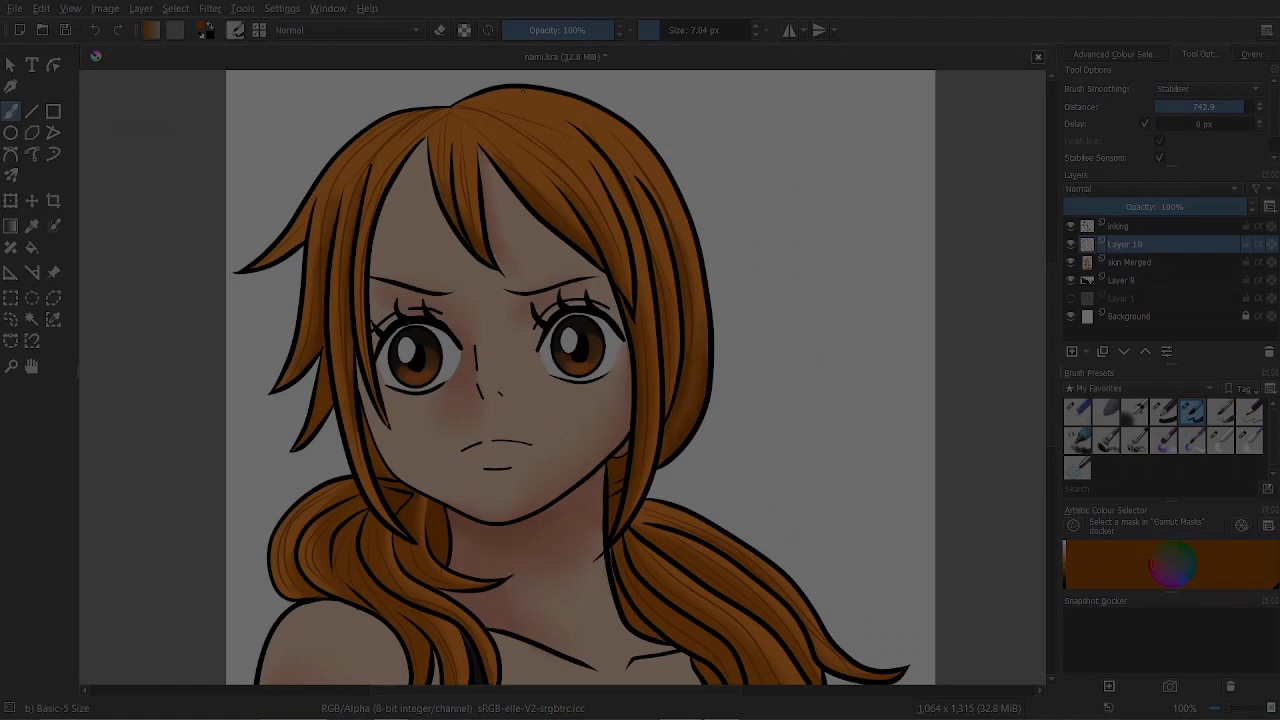 File Edit View Image Layer Select Filter Tools Settings Window Help
Normal Opacity: 100% Size: 7.04 px
nami.kra (32.8 MiB) *
Advanced Colour Sele... Tool Opt... Overv...
Tool Options
Brush Smoothing: Stabiliser
Distance: 742.9
Delay: 0 px
Finish line:
Stabilise Sensors:
Layers
Normal
Opacity: 100%
inking
Layer 10
skin Merged
Layer 8
Layer 1
Background
Brush Presets
My Favorites Tag
Search
Artistic Colour Selector
Select a mask in "Gamut Masks"
docker
Snapshot Docker
b) Basic-5 Size RGB/Alpha (8-bit integer/channel) sRGB-elle-V2-srgbtrc.icc 1,064 x 1,315 (32.8 MiB) 100%